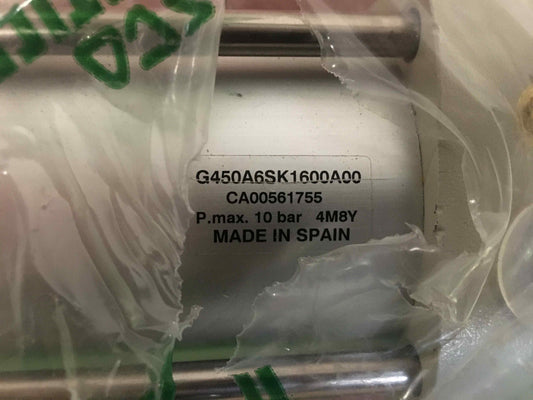 G450A6SK1600A00
CA00561755
P.max. 10 bar 4M8Y
MADE IN SPAIN